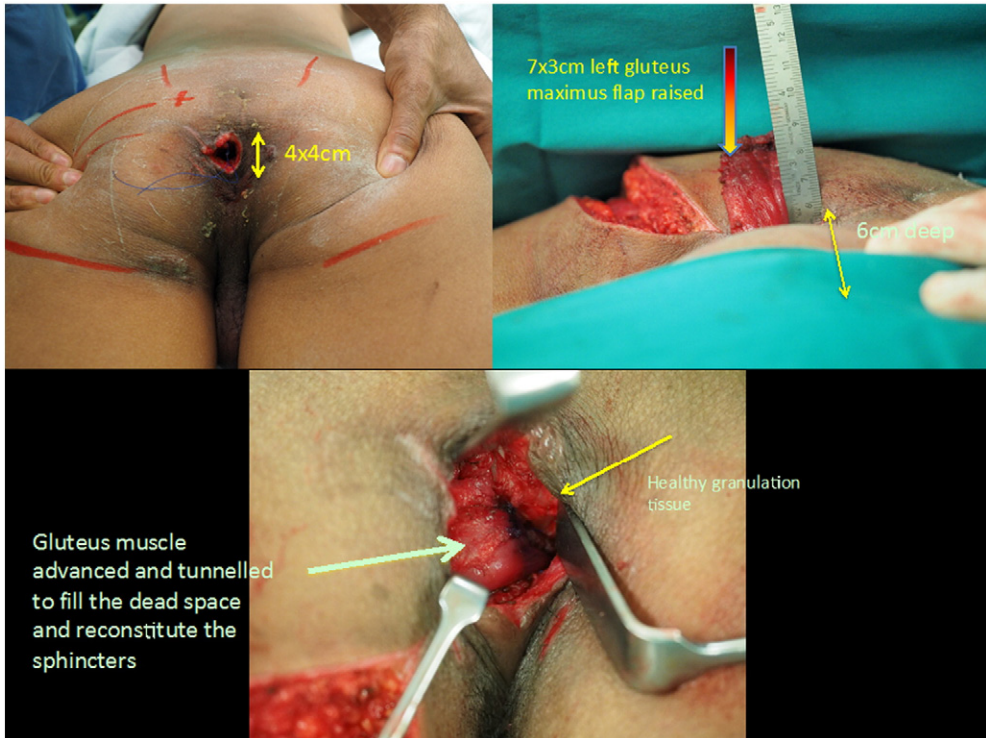 4x4cm
7x3cm left gluteus
maximus flap raised
6cm deep
Healthy granulation
tissue
Gluteus muscle
advanced and tunnelled
to fill the dead space
and reconstitute the
sphincters